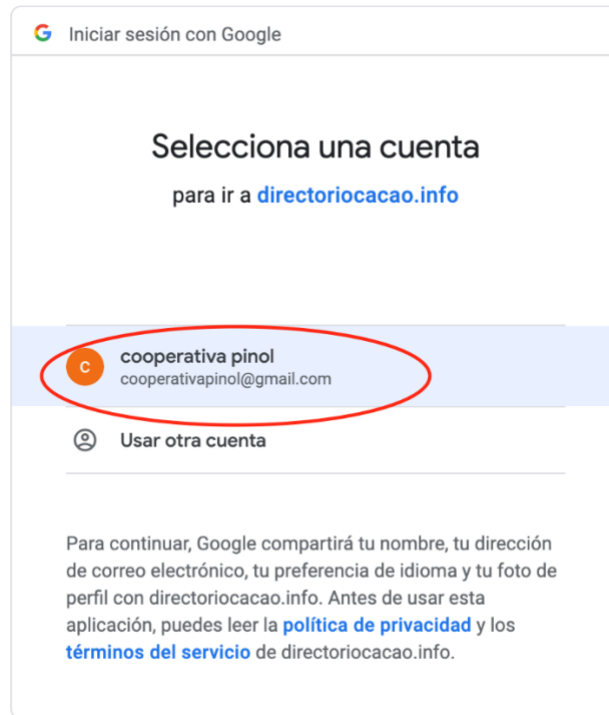 Iniciar sesión con Google
Selecciona una cuenta
para ir a directoriocacao.info
C
cooperativa pinol
cooperativapinol@gmail.com
Usar otra cuenta
Para continuar, Google compartirá tu nombre, tu dirección
de correo electrónico, tu preferencia de idioma y tu foto de
perfil con directoriocacao.info. Antes de usar esta
aplicación, puedes leer la política de privacidad y los
términos del servicio de directoriocacao.info.